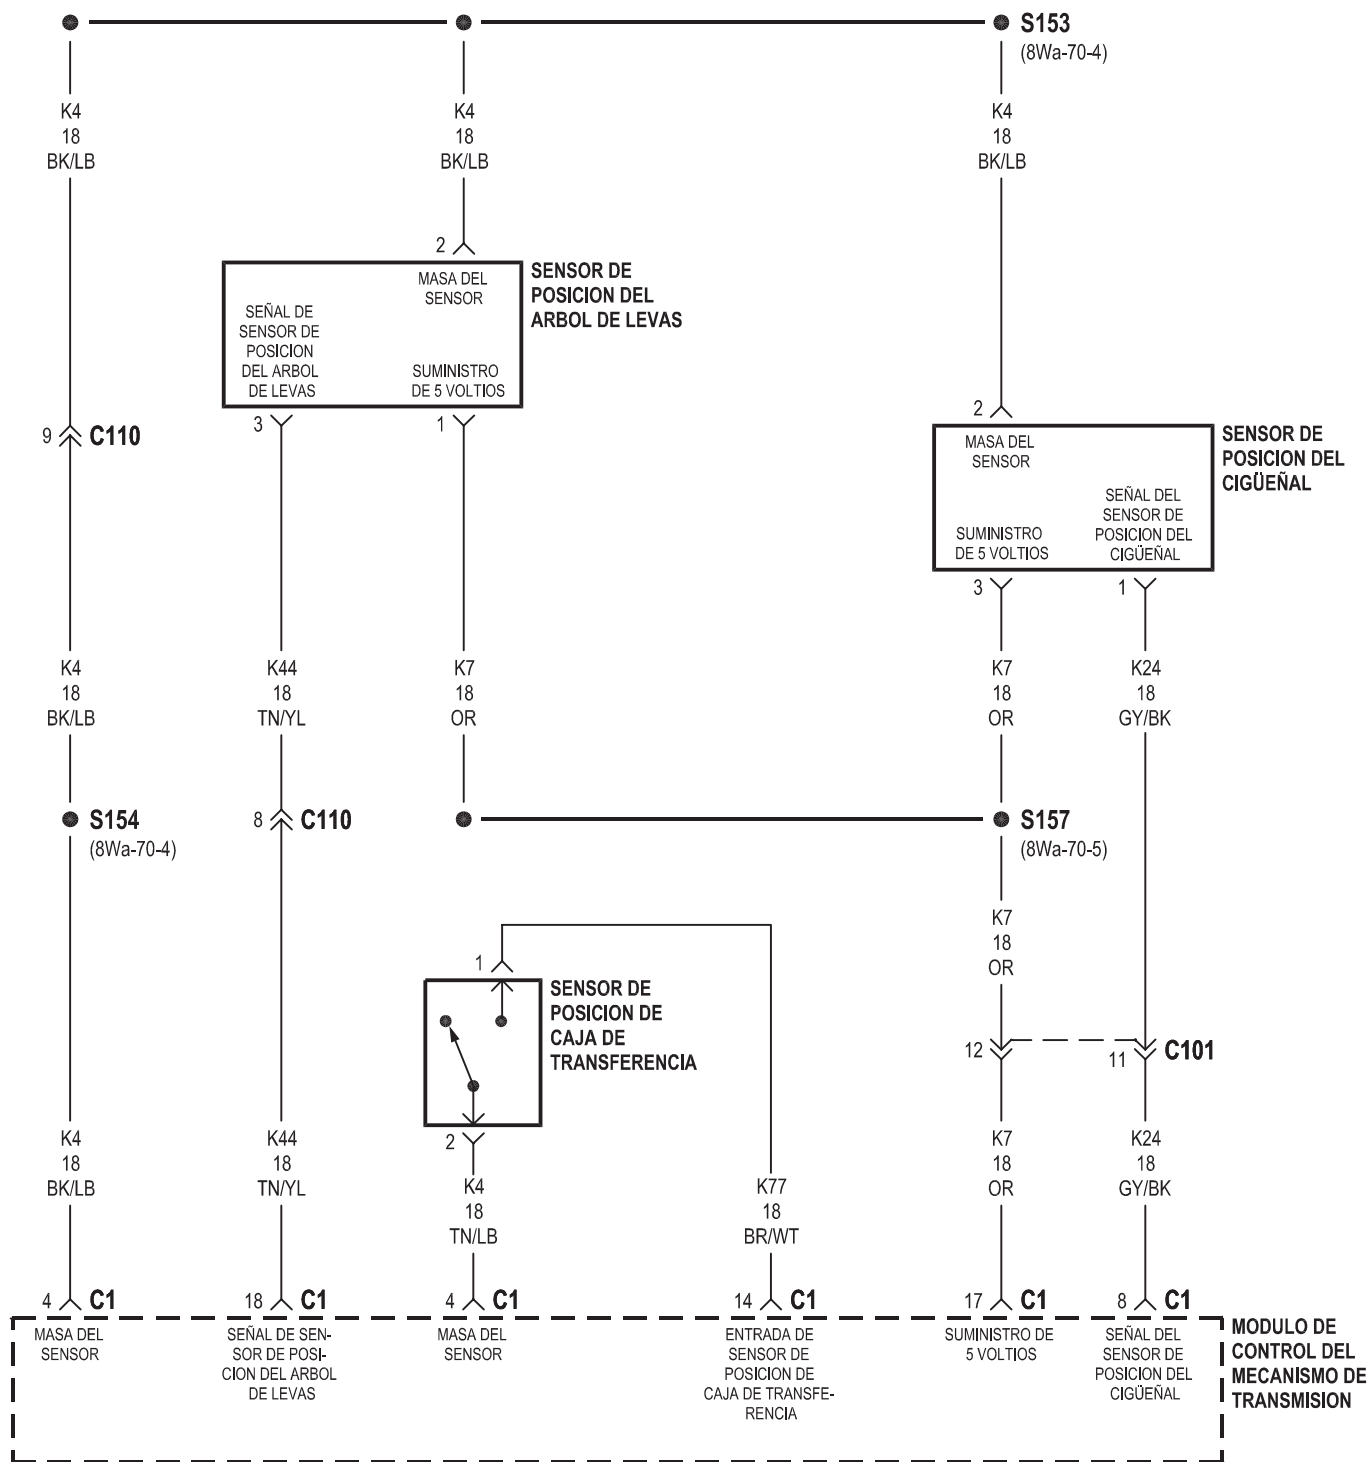 S153
(8Wa-70-4)
K4
18
BK/LB
K4
18
BK/LB
K4
18
BK/LB
2
MASA DEL
SENSOR
SEÑAL DE
SENSOR DE
POSICION
DEL ARBOL
DE LEVAS
SUMINISTRO
DE 5 VOLTIOS
SENSOR DE
POSICION DEL
ARBOL DE LEVAS
3
1
9
C110
2
MASA DEL
SENSOR
SUMINISTRO
DE 5 VOLTIOS
SEÑAL DEL
SENSOR DE
POSICION DEL
CIGÜEÑAL
SENSOR DE
POSICION DEL
CIGÜEÑAL
3
1
K4
18
BK/LB
K44
18
TN/YL
K7
18
OR
K7
18
OR
K24
18
GY/BK
S154
(8Wa-70-4)
8
C110
S157
(8Wa-70-5)
K7
18
OR
1
SENSOR DE
POSICION DE
CAJA DE
TRANSFERENCIA
2
12
11
C101
K4
18
BK/LB
K44
18
TN/YL
K4
18
TN/LB
K77
18
BR/WT
K7
18
OR
K24
18
GY/BK
4
C1
18
C1
4
C1
14
C1
17
C1
8
C1
MASA DEL
SENSOR
SEÑAL DE SEN-
SOR DE POSI-
CION DEL ARBOL
DE LEVAS
MASA DEL
SENSOR
ENTRADA DE
SENSOR DE
POSICION DE
CAJA DE TRANSFE-
RENCIA
SUMINISTRO DE
5 VOLTIOS
SEÑAL DEL
SENSOR DE
POSICION DEL
CIGÜEÑAL
MODULO DE
CONTROL DEL
MECANISMO DE
TRANSMISION